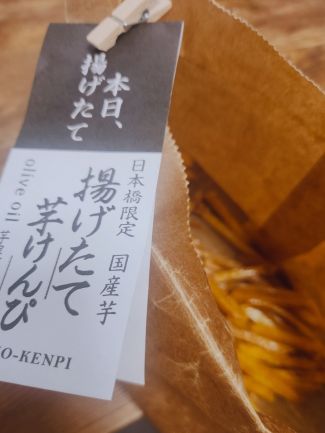 本日、
揚げたて
日本橋限定 国産芋
揚げたて
芋けんぴ
olive oil
O-KENPI